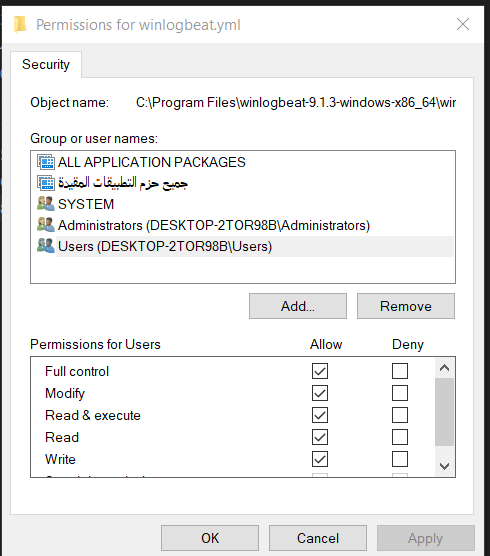 Permissions for winlogbeat.yml
Security
Object name: C:\Program Files\winlogbeat-9.1.3-windows-x86_64\wir
Group or user names:
ALL APPLICATION PACKAGES
جميع حزم التطبيقات المقيدة
SYSTEM
Administrators (DESKTOP-2TOR98B\Administrators)
Users (DESKTOP-2TOR98B\Users)
Add... Remove
Permissions for Users Allow Deny
Full control
Modify
Read & execute
Read
Write
OK Cancel Apply